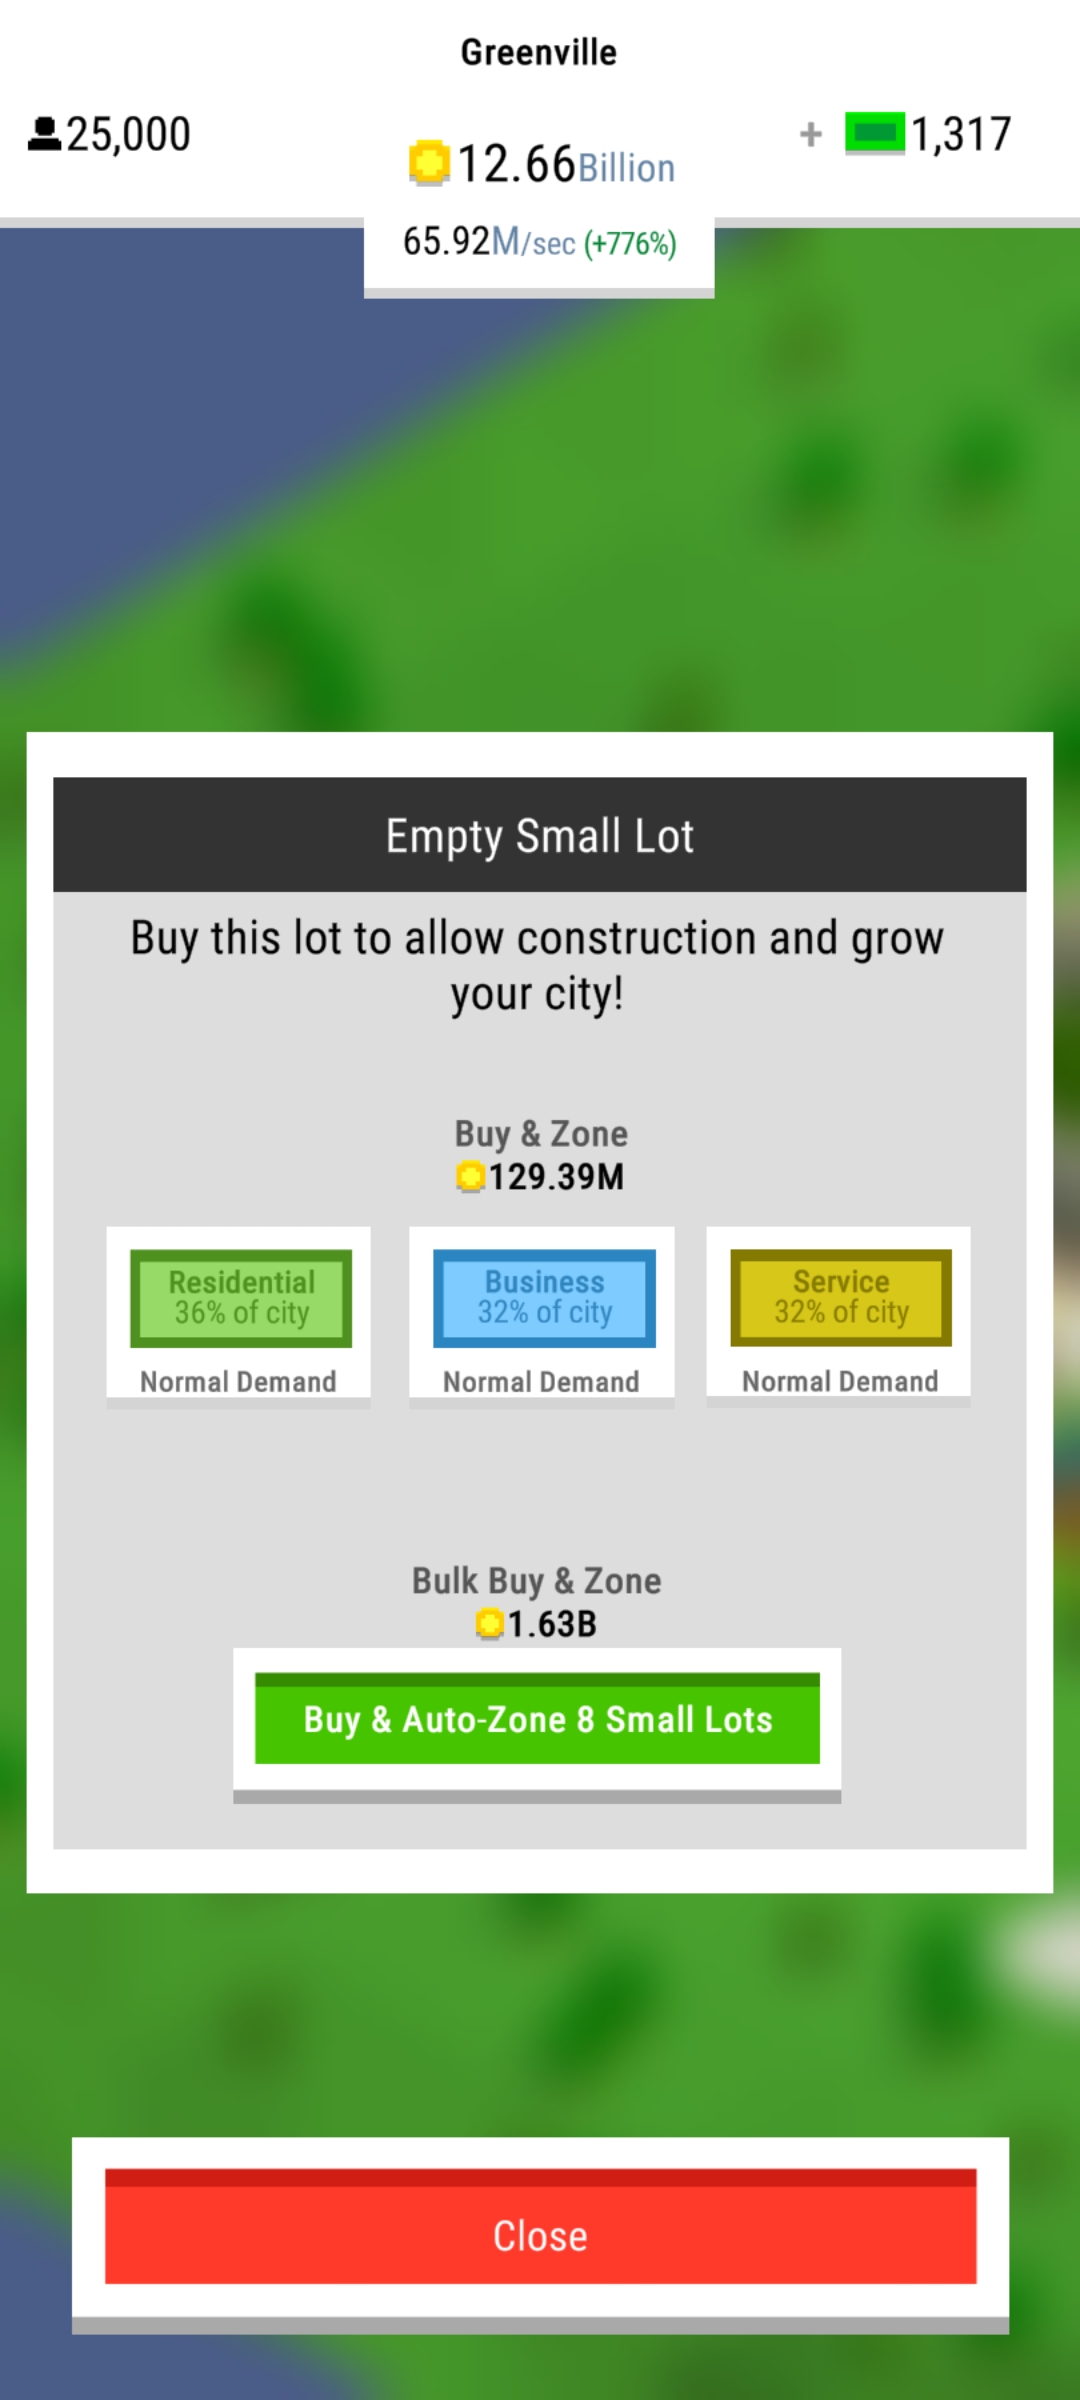 Greenville
25,000
12.66Billion
+ 1,317
65.92M/sec (+776%)
Empty Small Lot
Buy this lot to allow construction and grow
your city!
Buy & Zone
129.39M
Residential
36% of city
Normal Demand
Business
32% of city
Normal Demand
Service
32% of city
Normal Demand
Bulk Buy & Zone
1.63B
Buy & Auto-Zone 8 Small Lots
Close